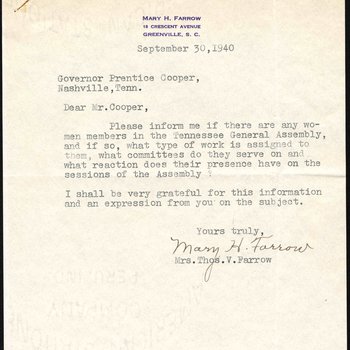 MARY H. FARROW
18 CRESCENT AVENUE
GREENVILLE, S. C.
September 30,1940
Governor Prentice Cooper,
Nashville,Tenn.
Dear Mr.Cooper,
Please inform me if there are any wo-
men members in the Tennessee General Assembly,
and if so, what type of work is assigned to
them, what committees do they serve on and
what reaction does their presence have on the
sessions of the Assembly ?
I shall be very grateful for this information
and an expression from you on the subject.
Yours truly,
Mary H. Farrow
Mrs.Thos.V.Farrow